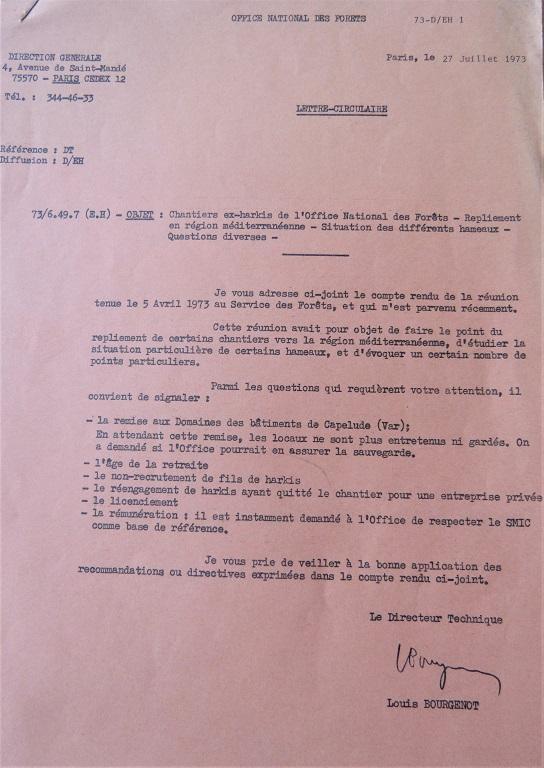 OFFICE NATIONAL DES FORETS
73-D/EH 1
DIRECTION GENERALE
4, Avenue de Saint-Mandé
75570 - PARIS CEDEX 12
Tél. : 344-46-33
Paris, le 27 Juillet 1973
LETTRE-CIRCULAIRE
Référence : DT
Diffusion : D/EH
73/6.49.7 (E.H) - OBJET : Chantiers ex-harkis de l'Office National des Forêts - Repliement
en région méditerranéenne - Situation des différents hameaux -
Questions diverses -
Je vous adresse ci-joint le compte rendu de la réunion
tenue le 5 Avril 1973 au Service des Forêts, et qui m'est parvenu récemment.
Cette réunion avait pour objet de faire le point du
repliement de certains chantiers vers la région méditerranéenne, d'étudier la
situation particulière de certains hameaux, et d'évoquer un certain nombre de
points particuliers.
Parmi les questions qui requièrent votre attention, il
convient de signaler :
- la remise aux Domaines des bâtiments de Capelude (Var);
En attendant cette remise, les locaux ne sont plus entretenus ni gardés. On
a demandé si l'Office pourrait en assurer la sauvegarde.
- l'âge de la retraite
- le non-recrutement de fils de harkis
- le réengagement de harkis ayant quitté le chantier pour une entreprise privée
- le licenciement
- la rémunération : il est instamment demandé à l'Office de respecter le SMIC
comme base de référence.
Je vous prie de veiller à la bonne application des
recommandations ou directives exprimées dans le compte rendu ci-joint.
Le Directeur Technique
Louis BOURGENOT